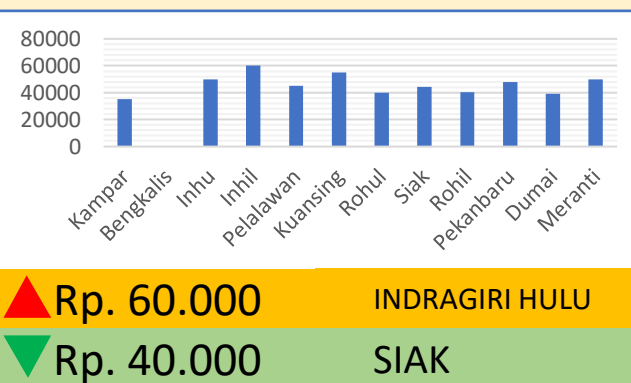 80000
60000
40000
20000
0
Kampar
Bengkalis
Inhu
Inhil
Pelalawan
Kuansing
Rohul
Siak
Rohil
Pekanbaru
Dumai
Meranti
Rp. 60.000 INDRAGIRI HULU
Rp. 40.000 SIAK